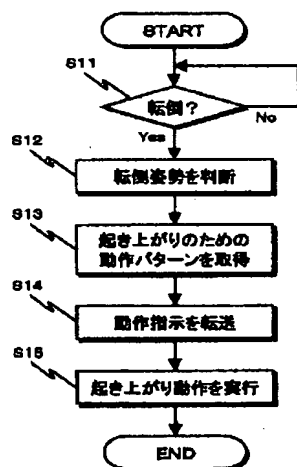 START
S11
転倒？
No
Yes
S12
転倒姿勢を判断
S13
起き上がりのための
動作パターンを取得
S14
動作指示を転送
S15
起き上がり動作を実行
END